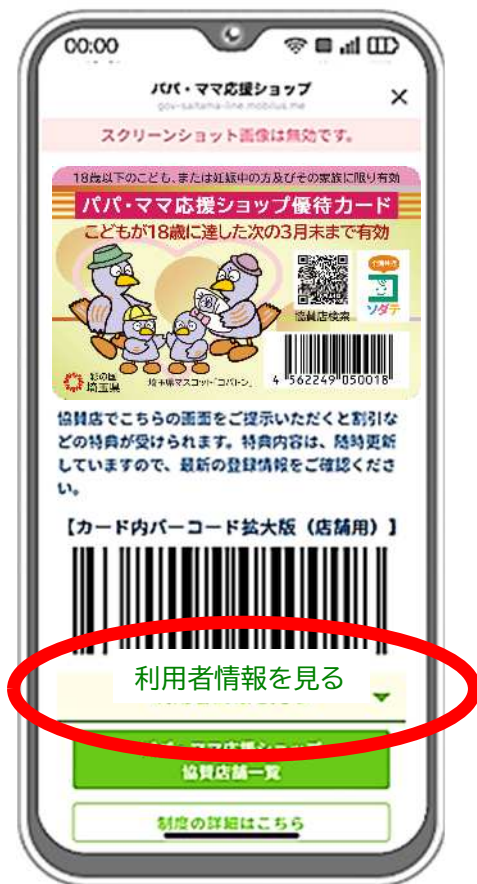 00:00
パパ・ママ応援ショップ
gov-saitama-line.mobilus.me
スクリーンショット画像は無効です。
18歳以下のこども、または妊娠中の方及びその家族に限り有効
パパ・ママ応援ショップ優待カード
こどもが18歳に達した次の3月末まで有効
協賛店検索
ソダテ
彩の国
埼玉県
埼玉県マスコット「コバトン」
4 562249 050018
協賛店でこちらの画面をご提示いただくと割引な
どの特典が受けられます。特典内容は、随時更新
していますので、最新の登録情報をご確認くださ
い。
【カード内バーコード拡大版（店舗用）】
利用者情報を見る
パパ・ママ応援ショップ
協賛店舗一覧
制度の詳細はこちら